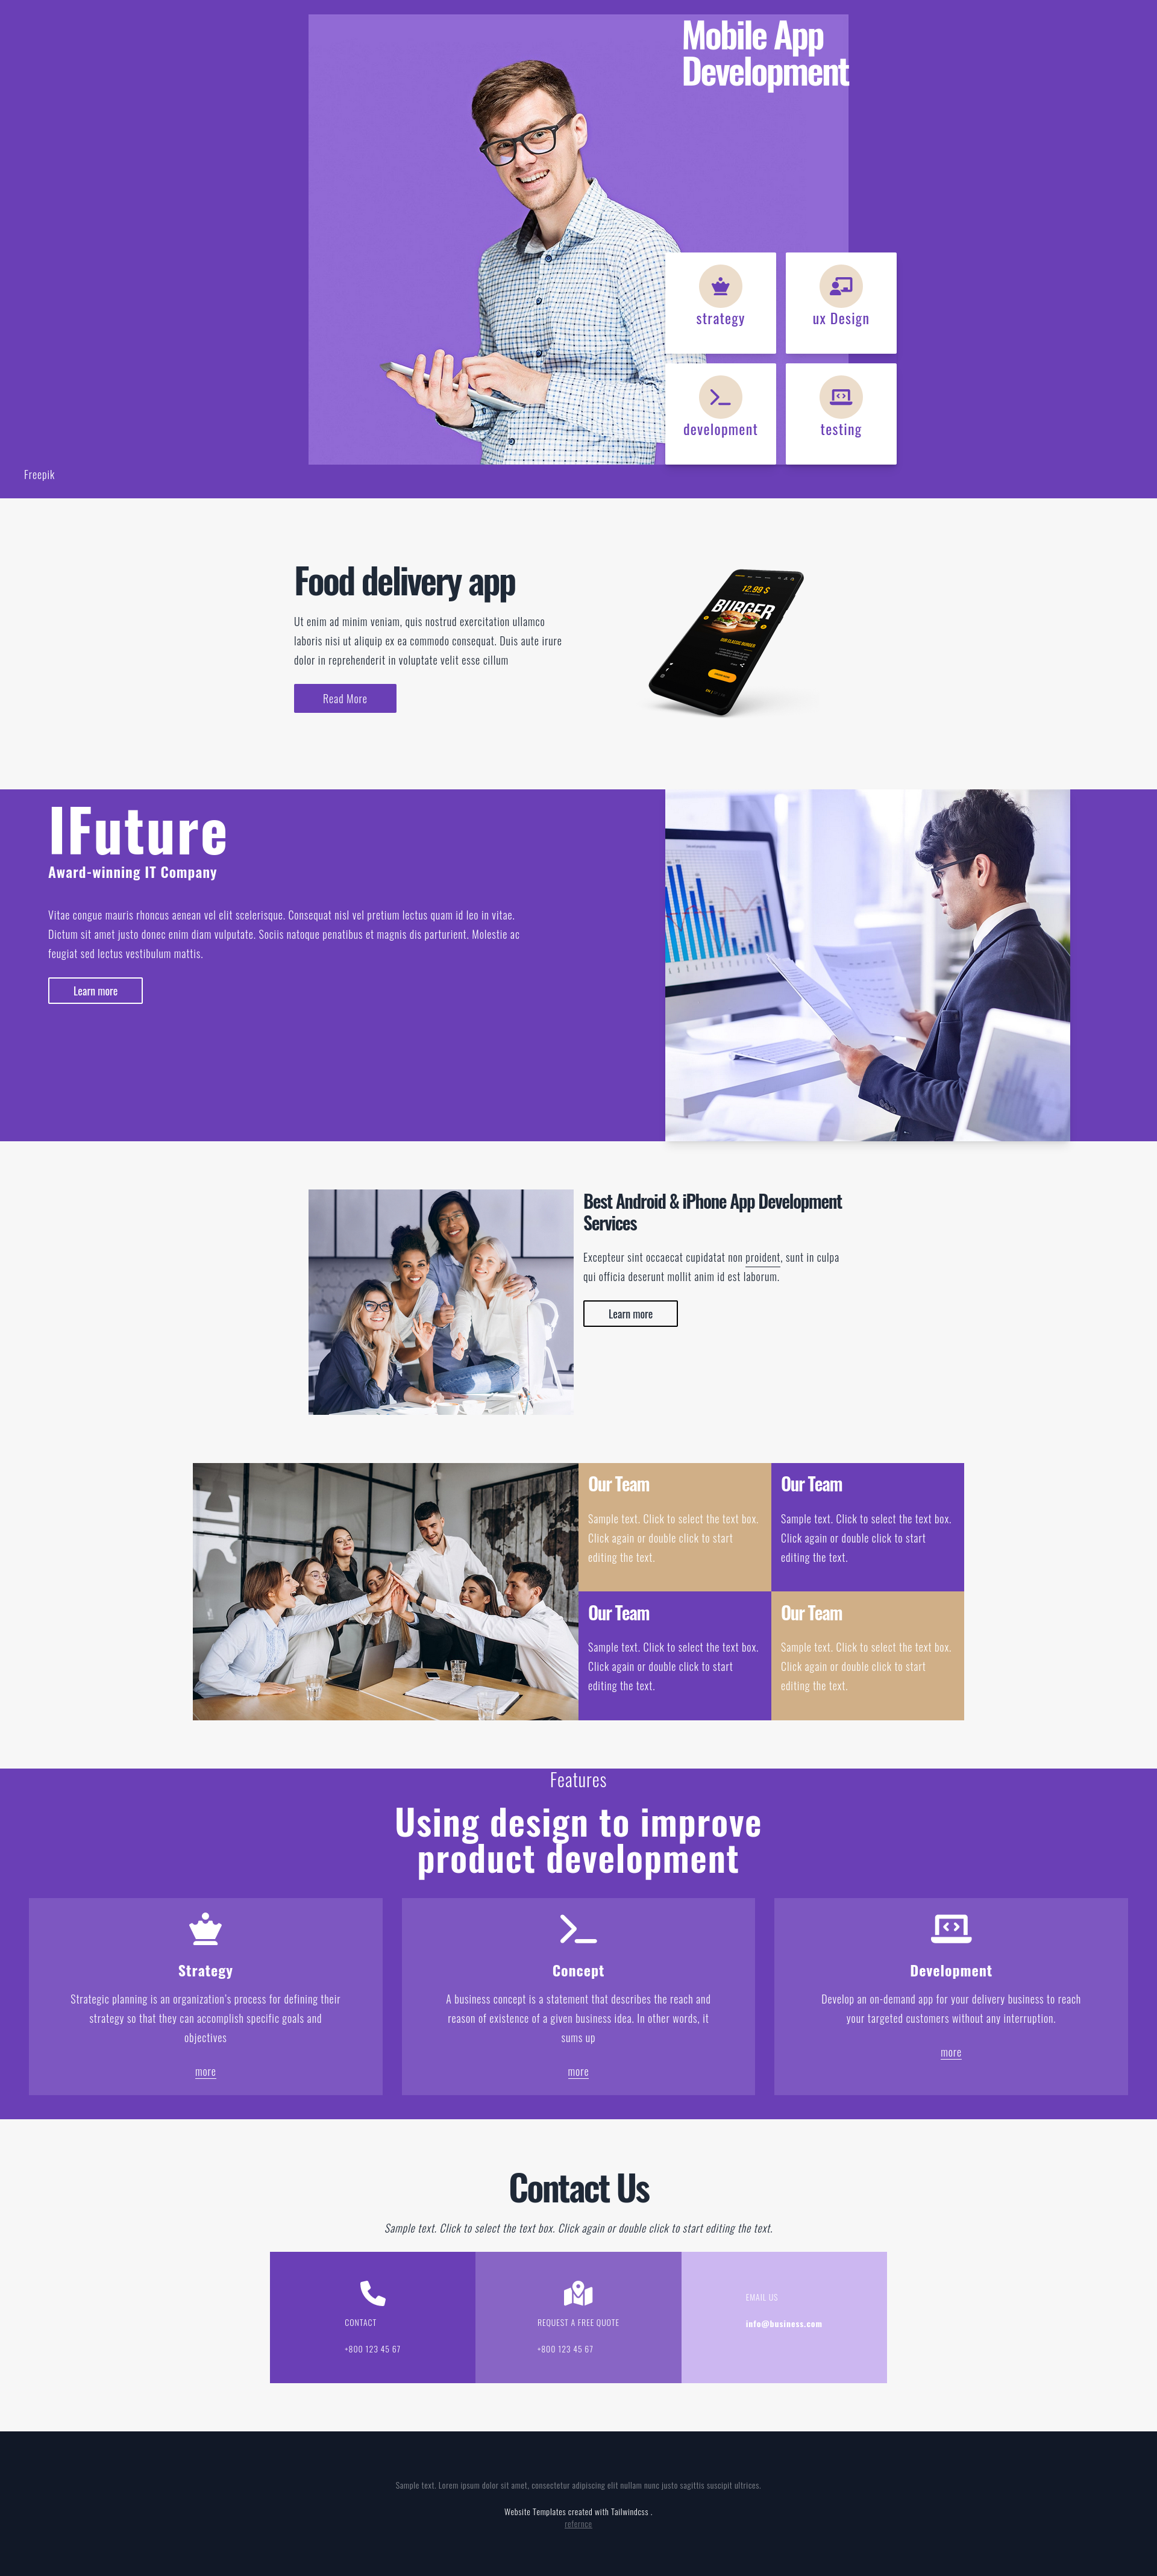 Mobile App
Development
strategy
ux Design
development
testing
Freepik
Food delivery app
Ut enim ad minim veniam, quis nostrud exercitation ullamco
laboris nisi ut aliquip ex ea commodo consequat. Duis aute irure
dolor in reprehenderit in voluptate velit esse cillum
Read More
12.99 $
BURGER
IFuture
Award-winning IT Company
Vitae congue mauris rhoncus aenean vel elit scelerisque. Consequat nisl vel pretium lectus quam id leo in vitae.
Dictum sit amet justo donec enim diam vulputate. Sociis natoque penatibus et magnis dis parturient. Molestie ac
feugiat sed lectus vestibulum mattis.
Learn more
Best Android & iPhone App Development
Services
Excepteur sint occaecat cupidatat non proident, sunt in culpa
qui officia deserunt mollit anim id est laborum.
Learn more
Our Team
Sample text. Click to select the text box.
Click again or double click to start
editing the text.
Our Team
Sample text. Click to select the text box.
Click again or double click to start
editing the text.
Our Team
Sample text. Click to select the text box.
Click again or double click to start
editing the text.
Our Team
Sample text. Click to select the text box.
Click again or double click to start
editing the text.
Features
Using design to improve
product development
Strategy
Strategic planning is an organization's process for defining their
strategy so that they can accomplish specific goals and
objectives
more
Concept
A business concept is a statement that describes the reach and
reason of existence of a given business idea. In other words, it
sums up
more
Development
Develop an on-demand app for your delivery business to reach
your targeted customers without any interruption.
more
Contact Us
Sample text. Click to select the text box. Click again or double click to start editing the text.
CONTACT
+800 123 45 67
REQUEST A FREE QUOTE
+800 123 45 67
EMAIL US
info@business.com
Sample text. Lorem ipsum dolor sit amet, consectetur adipiscing elit nullam nunc justo sagittis suscipit ultrices.
Website Templates created with Tailwindcss .
refernce